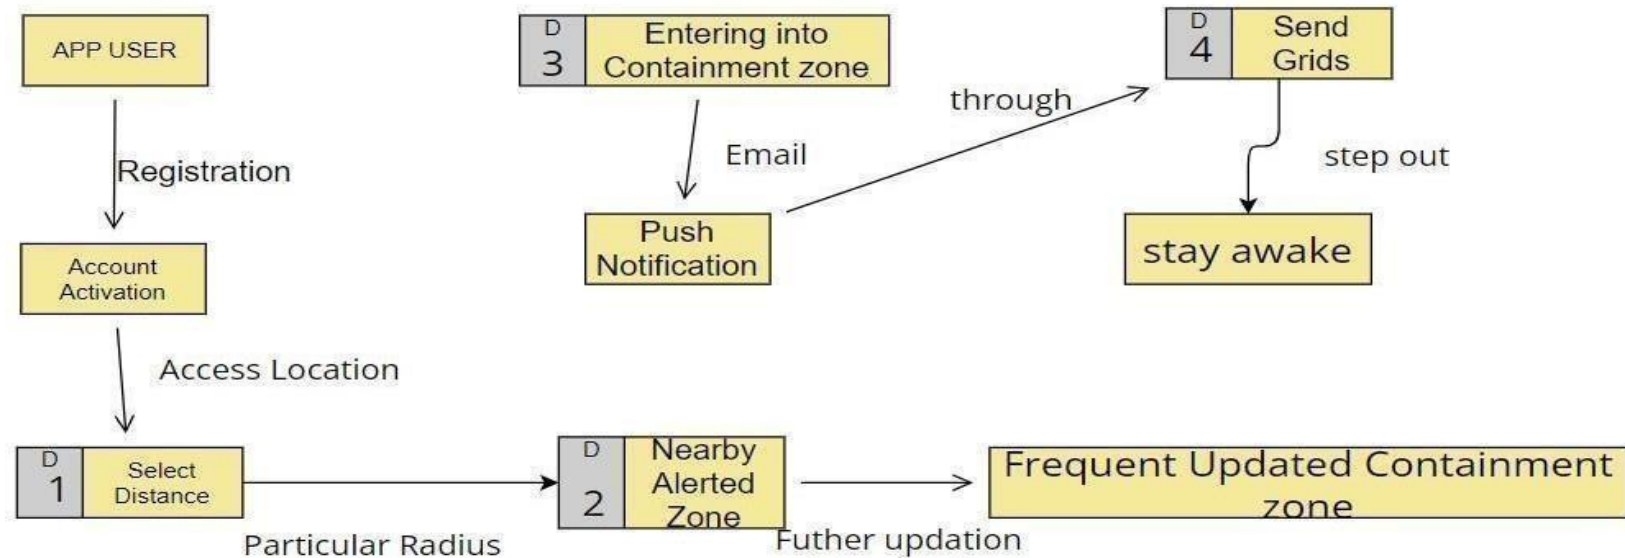 APP USER
Registration
Account
Activation
Access Location
D
1
Select
Distance
Particular Radius
D
2
Nearby
Alerted
Zone
Futher updation
Frequent Updated Containment
zone
D
3
Entering into
Containment zone
Email
Push
Notification
through
D
4
Send
Grids
step out
stay awake